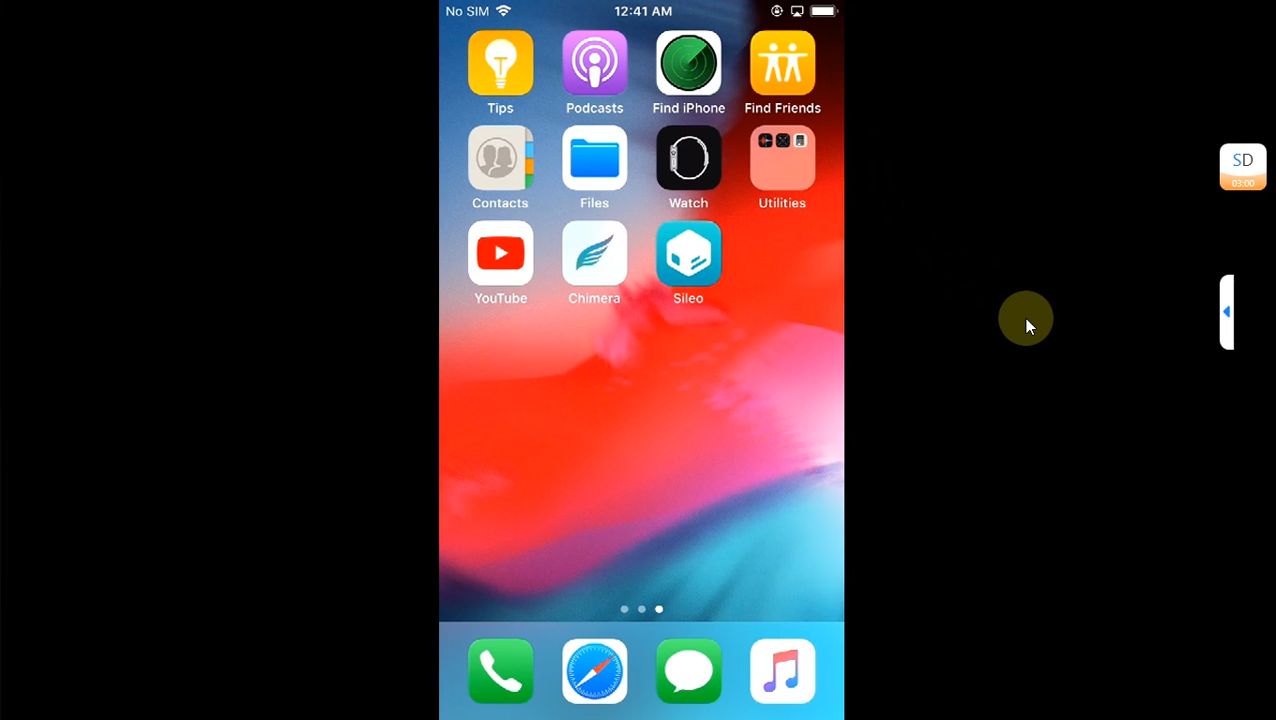 No SIM 12:41 AM
Tips Podcasts Find iPhone Find Friends
Contacts Files Watch Utilities
YouTube Chimera Sileo
SD
03:00